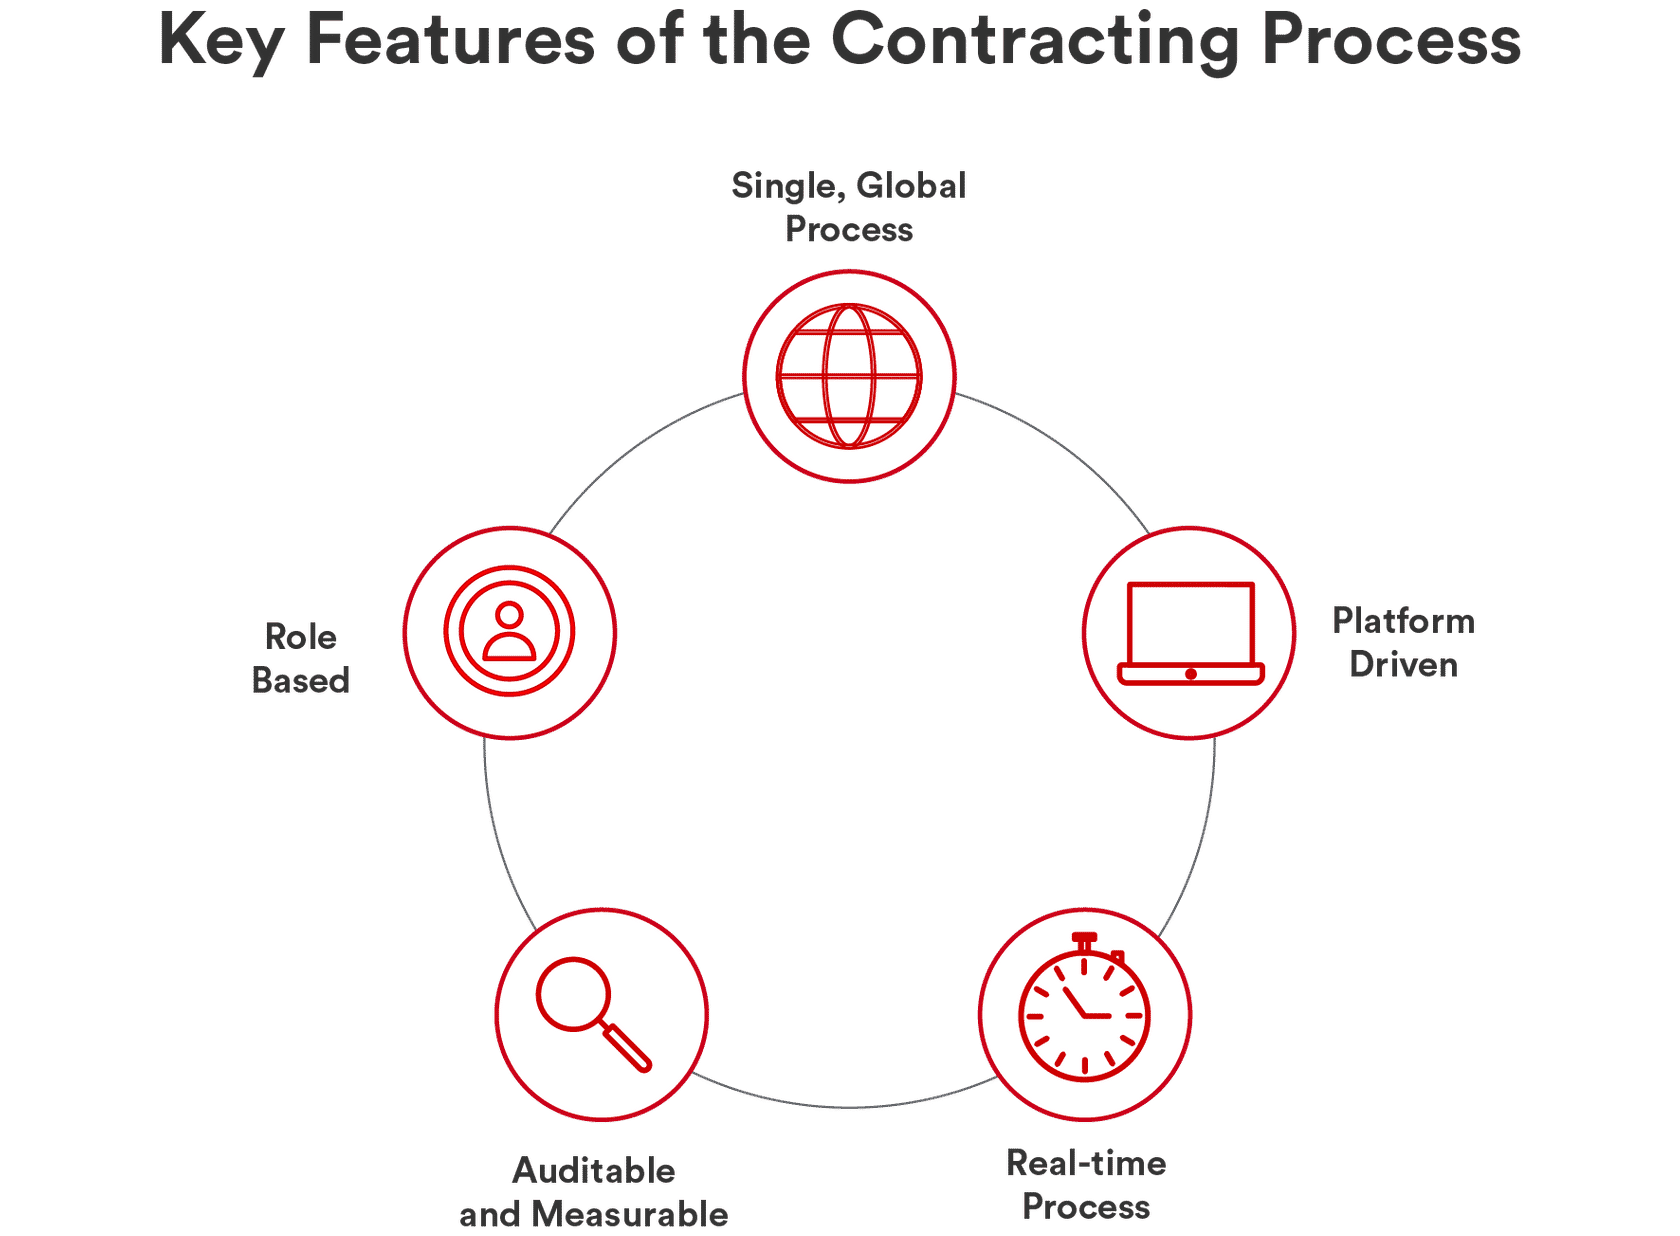 Key Features of the Contracting Process
Single, Global
Process
Platform
Driven
Role
Based
Real-time
Process
Auditable
and Measurable